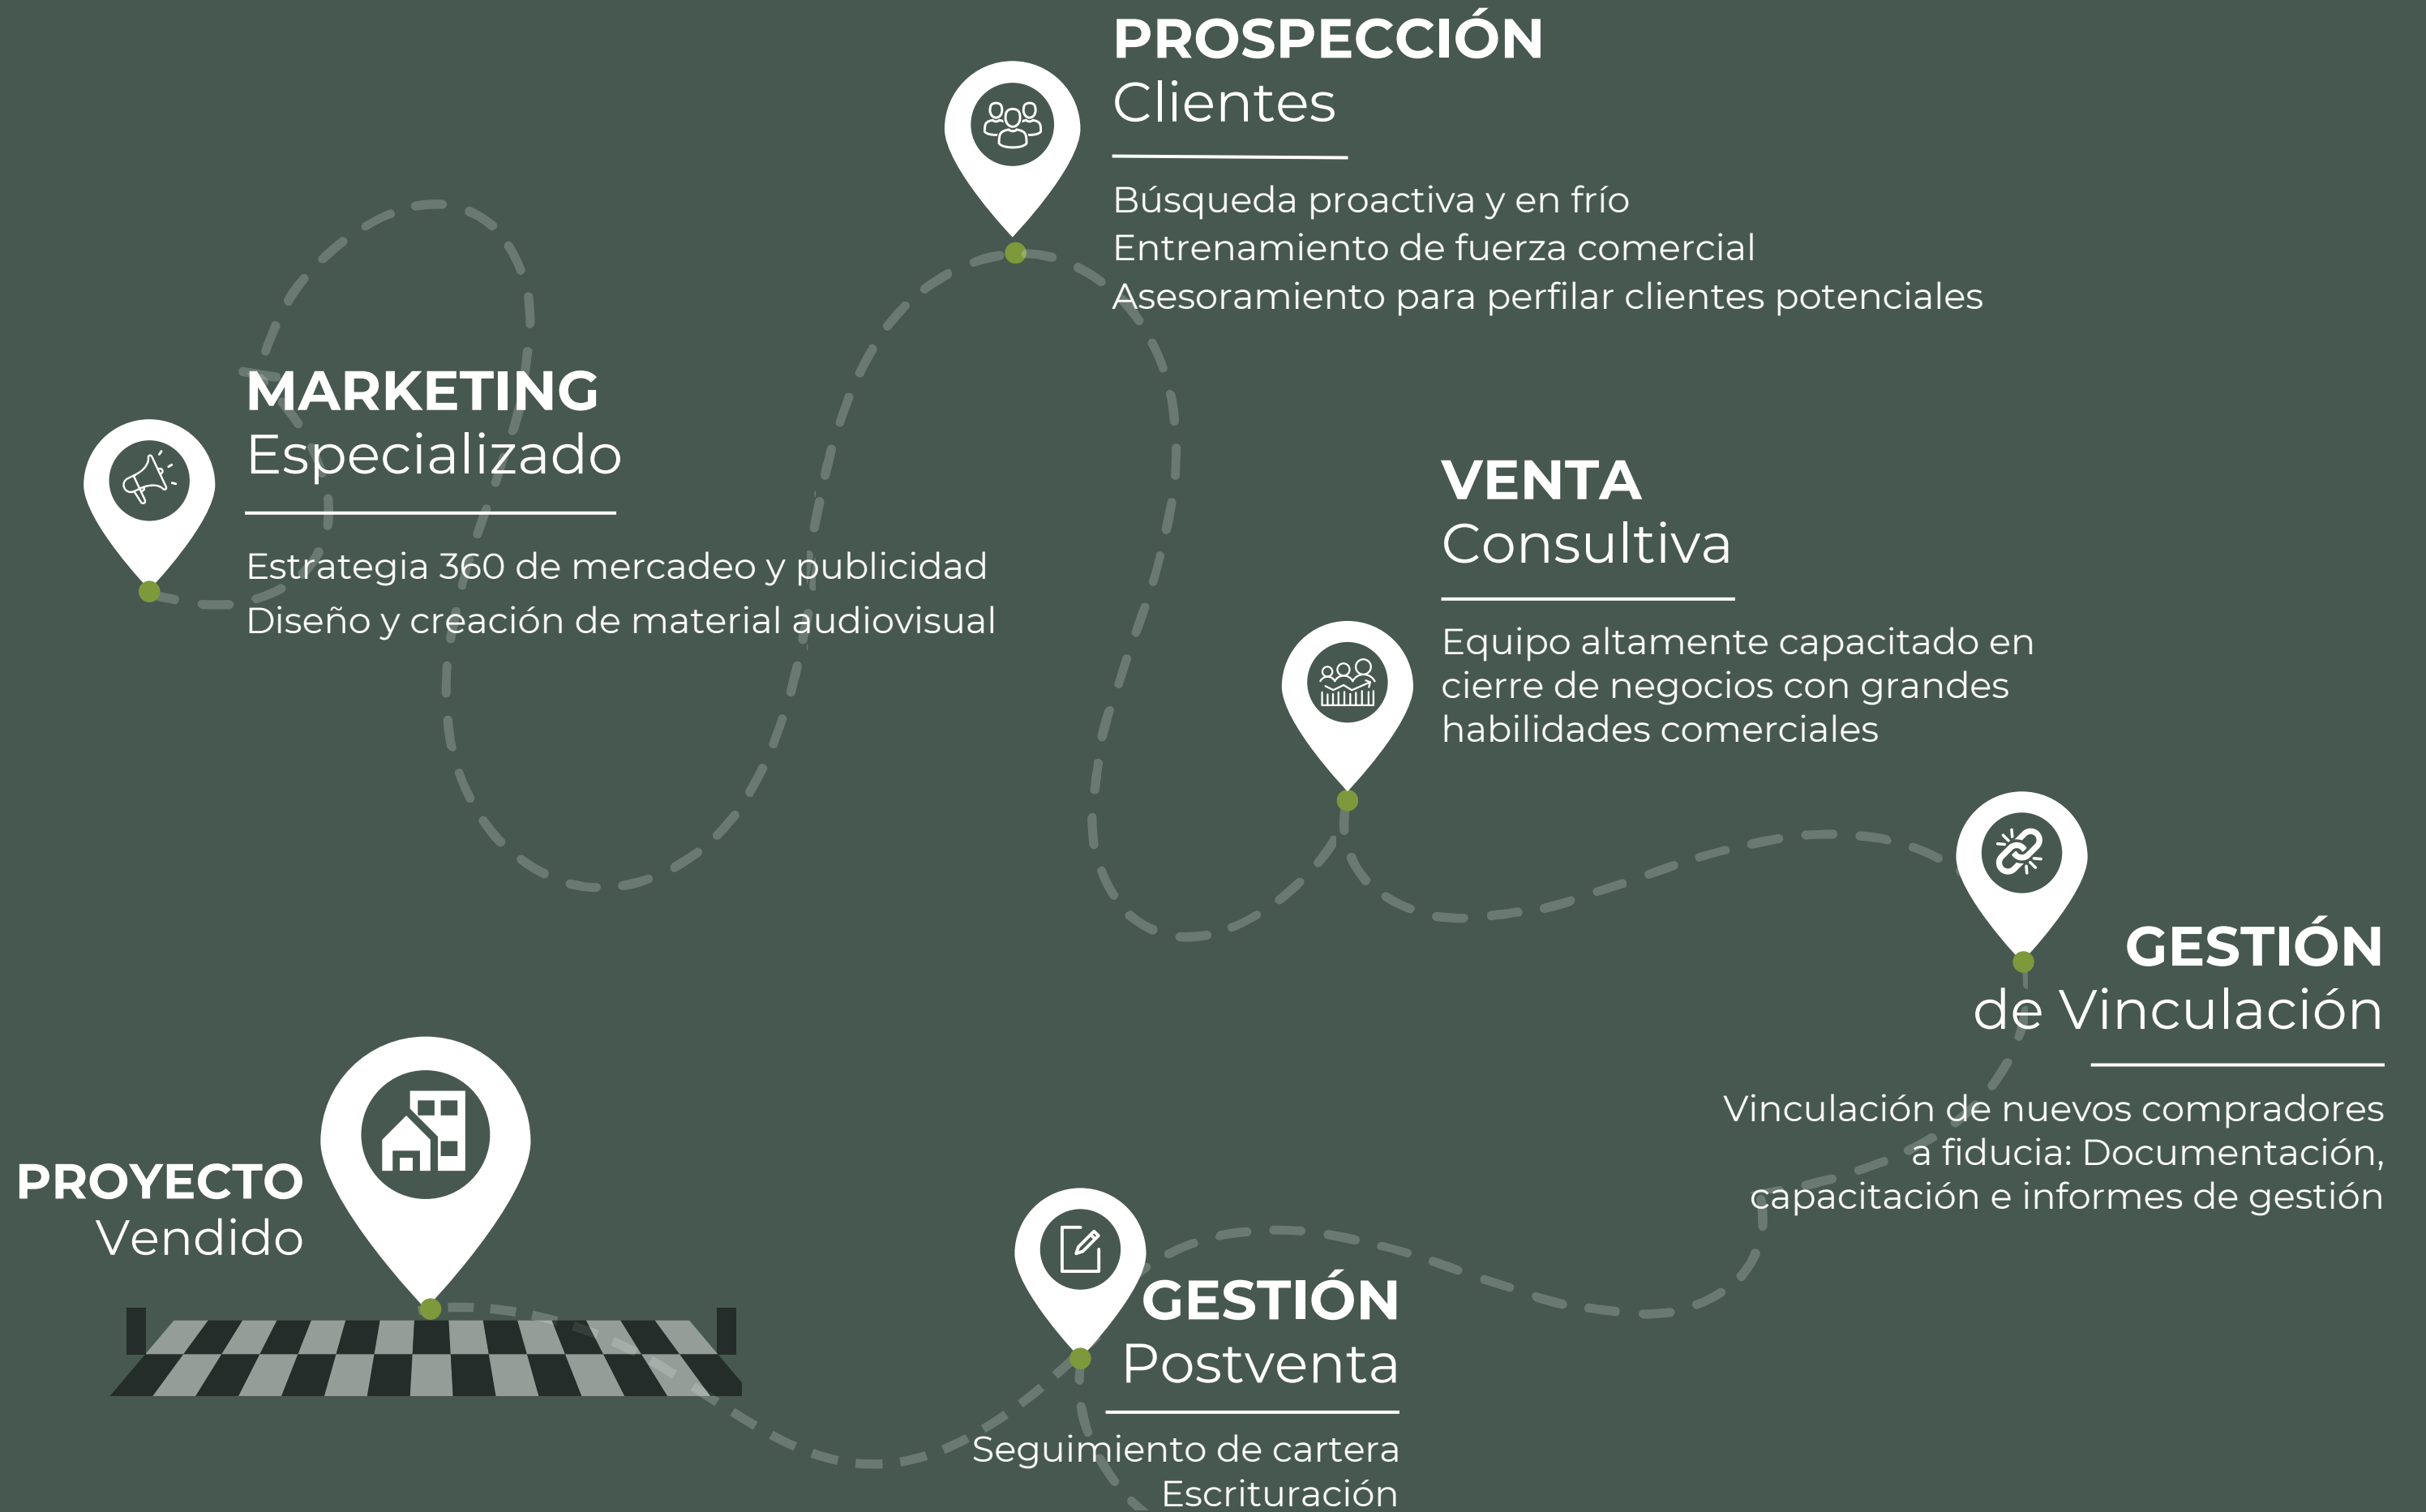 PROSPECCIÓN
Clientes
Búsqueda proactiva y en frío
Entrenamiento de fuerza comercial
Asesoramiento para perfilar clientes potenciales
MARKETING
Especializado
Estrategia 360 de mercadeo y publicidad
Diseño y creación de material audiovisual
VENTA
Consultiva
Equipo altamente capacitado en
cierre de negocios con grandes
habilidades comerciales
GESTIÓN
de Vinculación
Vinculación de nuevos compradores
a fiducia: Documentación,
capacitación e informes de gestión
PROYECTO
Vendido
GESTIÓN
Postventa
Seguimiento de cartera
Escrituración